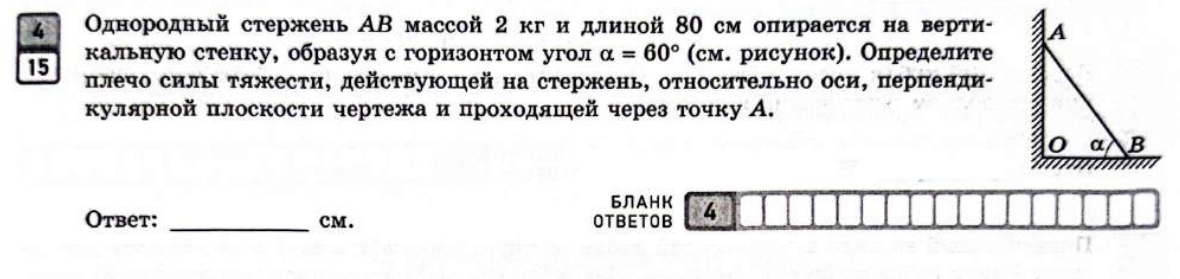 4
15
Однородный стержень AB массой 2 кг и длиной 80 см опирается на верти-
кальную стенку, образуя с горизонтом угол α = 60° (см. рисунок). Определите
плечо силы тяжести, действующей на стержень, относительно оси, перпенди-
кулярной плоскости чертежа и проходящей через точку A.
A
O α B
Ответ: ____________ см.
БЛАНК
ОТВЕТОВ 4